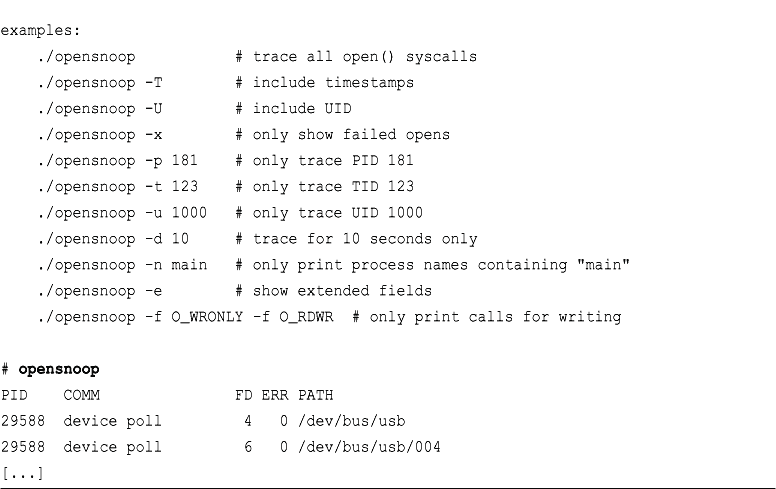 examples:
    ./opensnoop           # trace all open() syscalls
    ./opensnoop -T        # include timestamps
    ./opensnoop -U        # include UID
    ./opensnoop -x        # only show failed opens
    ./opensnoop -p 181    # only trace PID 181
    ./opensnoop -t 123    # only trace TID 123
    ./opensnoop -u 1000   # only trace UID 1000
    ./opensnoop -d 10     # trace for 10 seconds only
    ./opensnoop -n main   # only print process names containing "main"
    ./opensnoop -e        # show extended fields
    ./opensnoop -f O_WRONLY -f O_RDWR  # only print calls for writing
# opensnoop
PID    COMM               FD ERR PATH
29588  device poll         4   0 /dev/bus/usb
29588  device poll         6   0 /dev/bus/usb/004
[...]